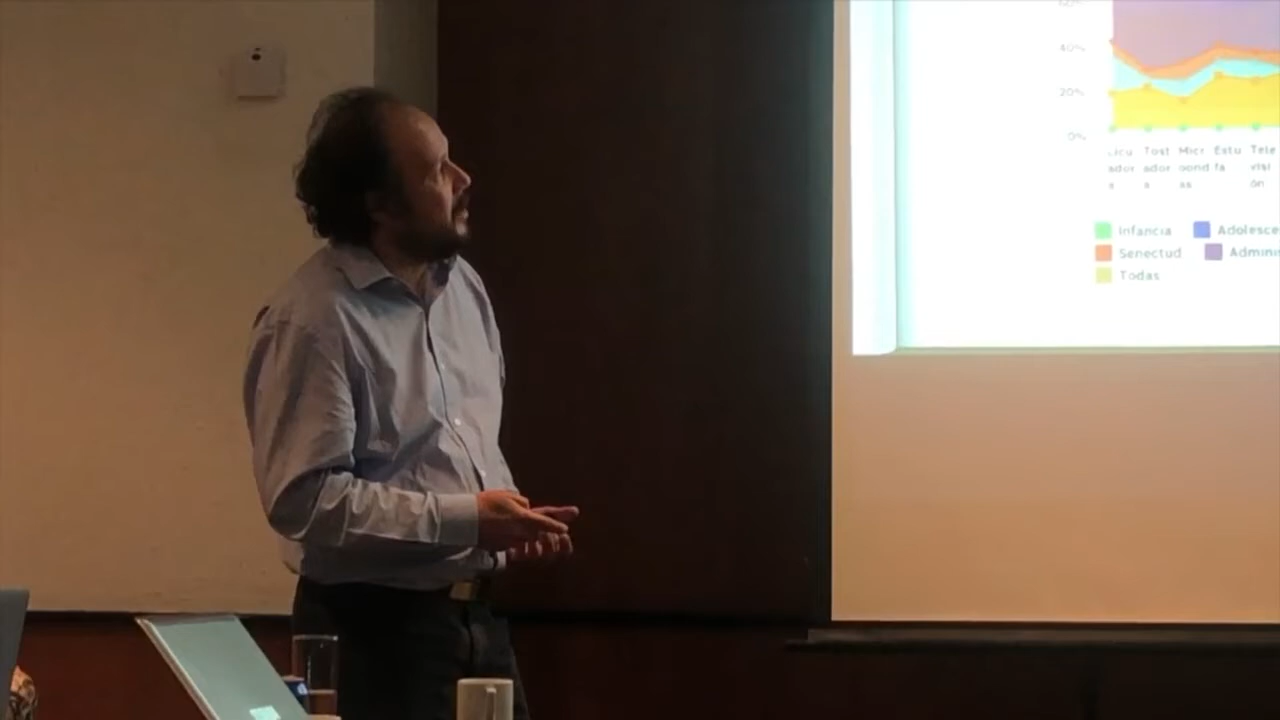 40%
20%
0%
Licu Tost Micr Estu Tele
ador ador oond fa visi
a a as ón
Infancia Adolesce
Senectud Adminis
Todas